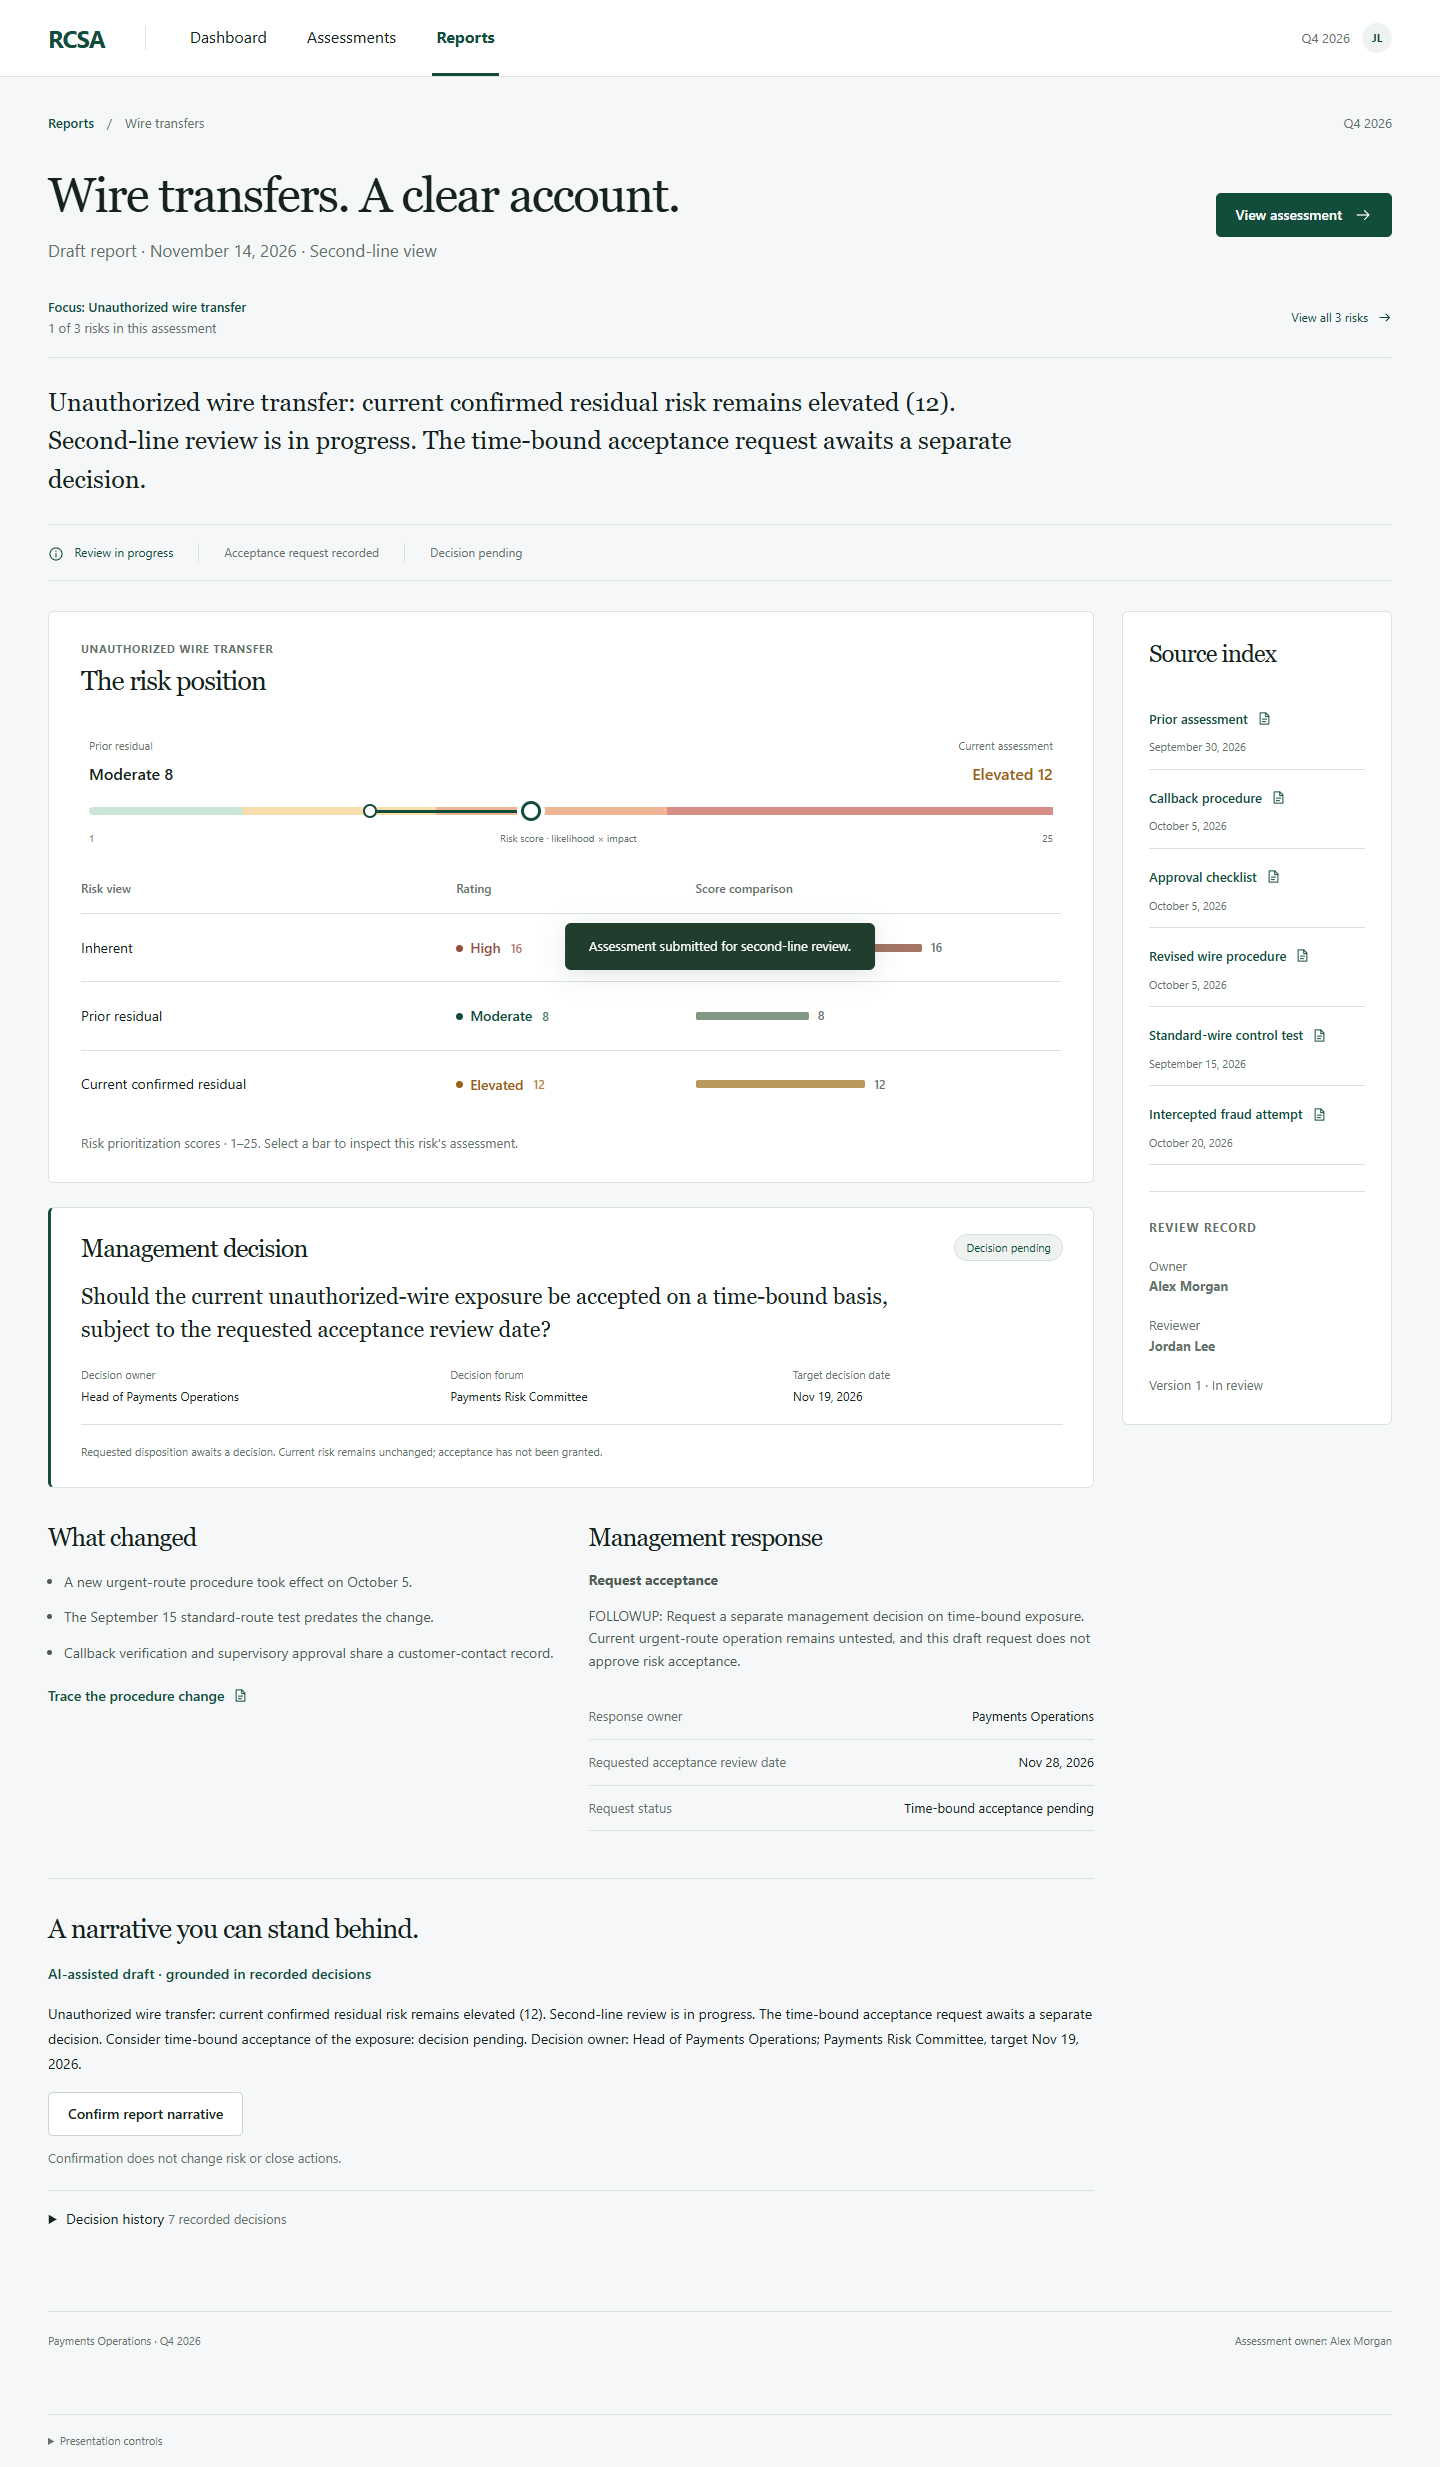 RCSA
Dashboard
Assessments
Reports
Q4 2026
JL
Reports / Wire transfers
Q4 2026
Wire transfers. A clear account.
View assessment →
Draft report · November 14, 2026 · Second-line view
Focus: Unauthorized wire transfer
1 of 3 risks in this assessment
View all 3 risks →
Unauthorized wire transfer: current confirmed residual risk remains elevated (12).
Second-line review is in progress. The time-bound acceptance request awaits a separate
decision.
Review in progress
Acceptance request recorded
Decision pending
UNAUTHORIZED WIRE TRANSFER
The risk position
Prior residual
Current assessment
Moderate 8
Elevated 12
1
Risk score · likelihood × impact
25
Risk view
Rating
Score comparison
Inherent
High 16
Assessment submitted for second-line review.
16
Prior residual
Moderate 8
8
Current confirmed residual
Elevated 12
12
Risk prioritization scores · 1–25. Select a bar to inspect this risk's assessment.
Source index
Prior assessment
September 30, 2026
Callback procedure
October 5, 2026
Approval checklist
October 5, 2026
Revised wire procedure
October 5, 2026
Standard-wire control test
September 15, 2026
Intercepted fraud attempt
October 20, 2026
REVIEW RECORD
Owner
Alex Morgan
Reviewer
Jordan Lee
Version 1 · In review
Management decision
Decision pending
Should the current unauthorized-wire exposure be accepted on a time-bound basis,
subject to the requested acceptance review date?
Decision owner
Head of Payments Operations
Decision forum
Payments Risk Committee
Target decision date
Nov 19, 2026
Requested disposition awaits a decision. Current risk remains unchanged; acceptance has not been granted.
What changed
• A new urgent-route procedure took effect on October 5.
• The September 15 standard-route test predates the change.
• Callback verification and supervisory approval share a customer-contact record.
Trace the procedure change
Management response
Request acceptance
FOLLOWUP: Request a separate management decision on time-bound exposure.
Current urgent-route operation remains untested, and this draft request does not
approve risk acceptance.
Response owner
Payments Operations
Requested acceptance review date
Nov 28, 2026
Request status
Time-bound acceptance pending
A narrative you can stand behind.
AI-assisted draft · grounded in recorded decisions
Unauthorized wire transfer: current confirmed residual risk remains elevated (12). Second-line review is in progress. The time-bound acceptance request awaits a separate
decision. Consider time-bound acceptance of the exposure: decision pending. Decision owner: Head of Payments Operations; Payments Risk Committee, target Nov 19,
2026.
Confirm report narrative
Confirmation does not change risk or close actions.
Decision history 7 recorded decisions
Payments Operations · Q4 2026
Assessment owner: Alex Morgan
Presentation controls